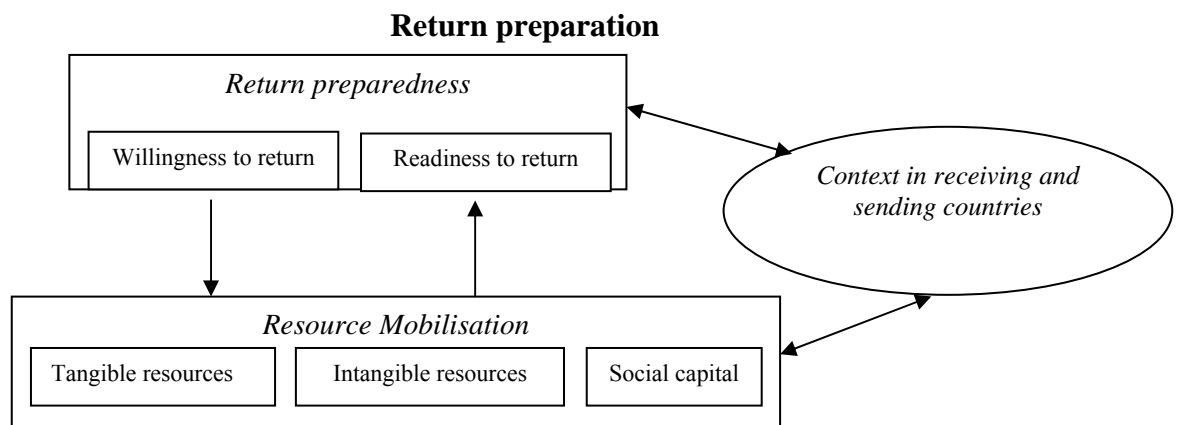 Return preparation
Return preparedness
Willingness to return
Readiness to return
Context in receiving and
sending countries
Resource Mobilisation
Tangible resources
Intangible resources
Social capital